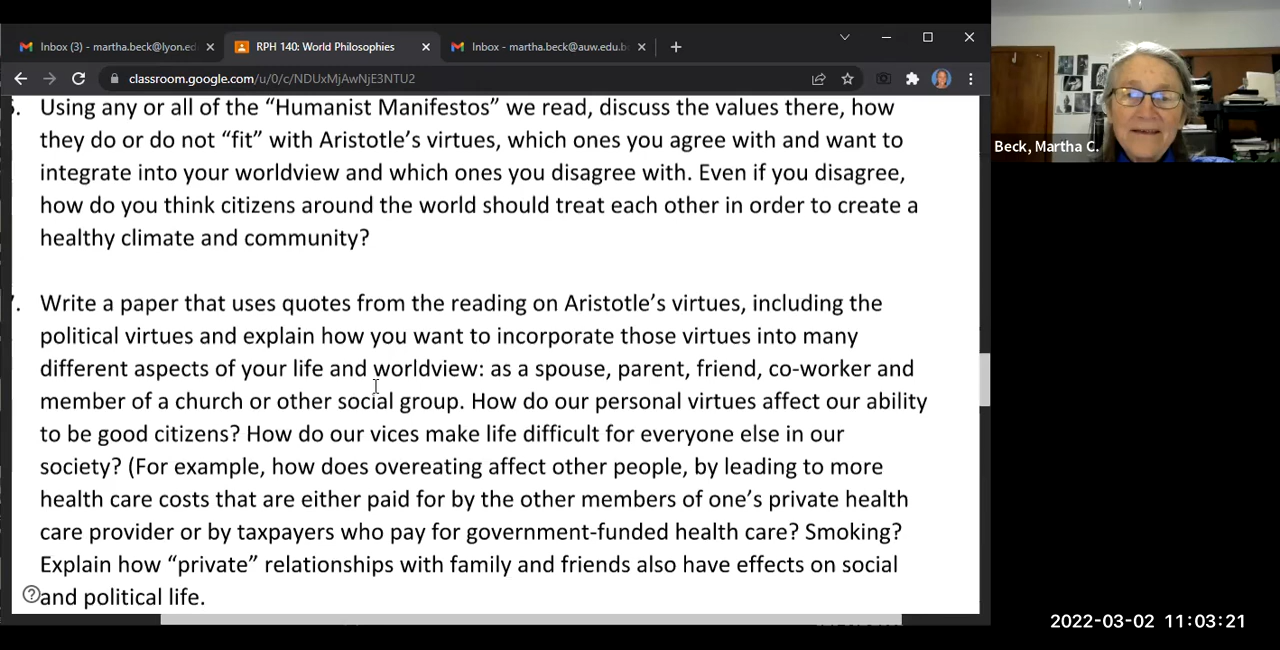 Inbox (3) - martha.beck@lyon.ed
RPH 140: World Philosophies
Inbox - martha.beck@auw.edu.b
classroom.google.com/u/0/c/NDUxMjAwNjE3NTU2
Using any or all of the “Humanist Manifestos” we read, discuss the values there, how
they do or do not “fit” with Aristotle’s virtues, which ones you agree with and want to
integrate into your worldview and which ones you disagree with. Even if you disagree,
how do you think citizens around the world should treat each other in order to create a
healthy climate and community?
Write a paper that uses quotes from the reading on Aristotle’s virtues, including the
political virtues and explain how you want to incorporate those virtues into many
different aspects of your life and worldview: as a spouse, parent, friend, co-worker and
member of a church or other social group. How do our personal virtues affect our ability
to be good citizens? How do our vices make life difficult for everyone else in our
society? (For example, how does overeating affect other people, by leading to more
health care costs that are either paid for by the other members of one’s private health
care provider or by taxpayers who pay for government-funded health care? Smoking?
Explain how “private” relationships with family and friends also have effects on social
and political life.
Beck, Martha C.
2022-03-02 11:03:21